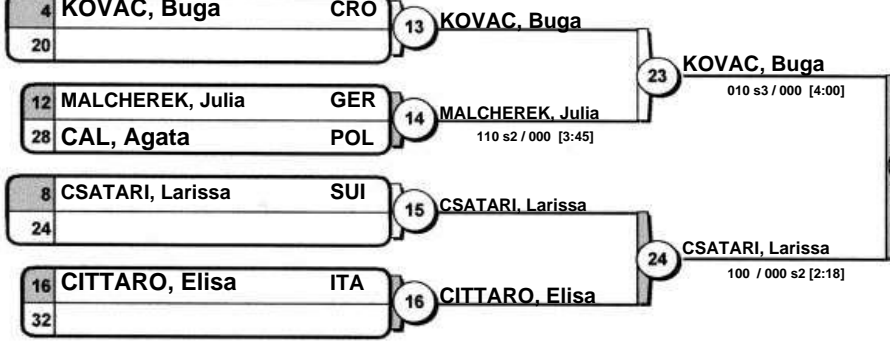 4 KOVAC, Buga CRO
20
13 KOVAC, Buga
12 MALCHEREK, Julia GER
28 CAL, Agata POL
14 MALCHEREK, Julia
110 s2 / 000 [3:45]
23 KOVAC, Buga
010 s3 / 000 [4:00]
8 CSATARI, Larissa SUI
24
15 CSATARI, Larissa
16 CITTARO, Elisa ITA
32
16 CITTARO, Elisa
24 CSATARI, Larissa
100 / 000 s2 [2:18]